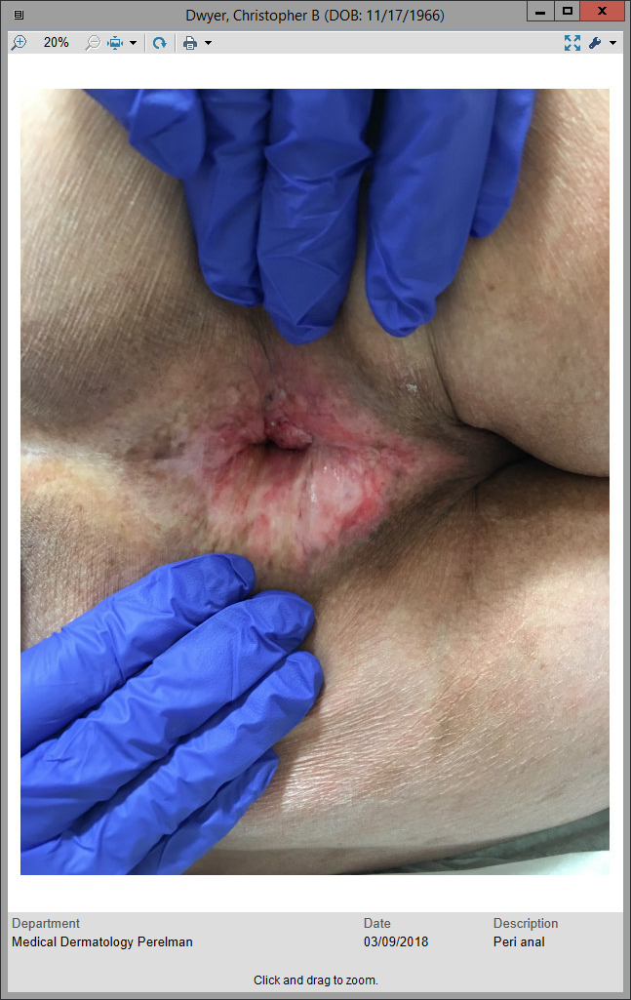 Dwyer, Christopher B (DOB: 11/17/1966)
20%
Department Date Description
Medical Dermatology Perelman 03/09/2018 Peri anal
Click and drag to zoom.